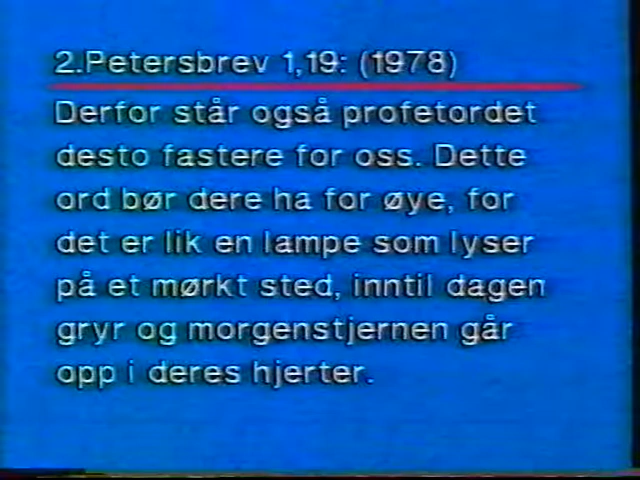 2.Petersbrev 1,19: (1978)
Derfor står også profetordet
desto fastere for oss. Dette
ord bør dere ha for øye, for
det er lik en lampe som lyser
på et mørkt sted, inntil dagen
gryr og morgenstjernen går
opp i deres hjerter.